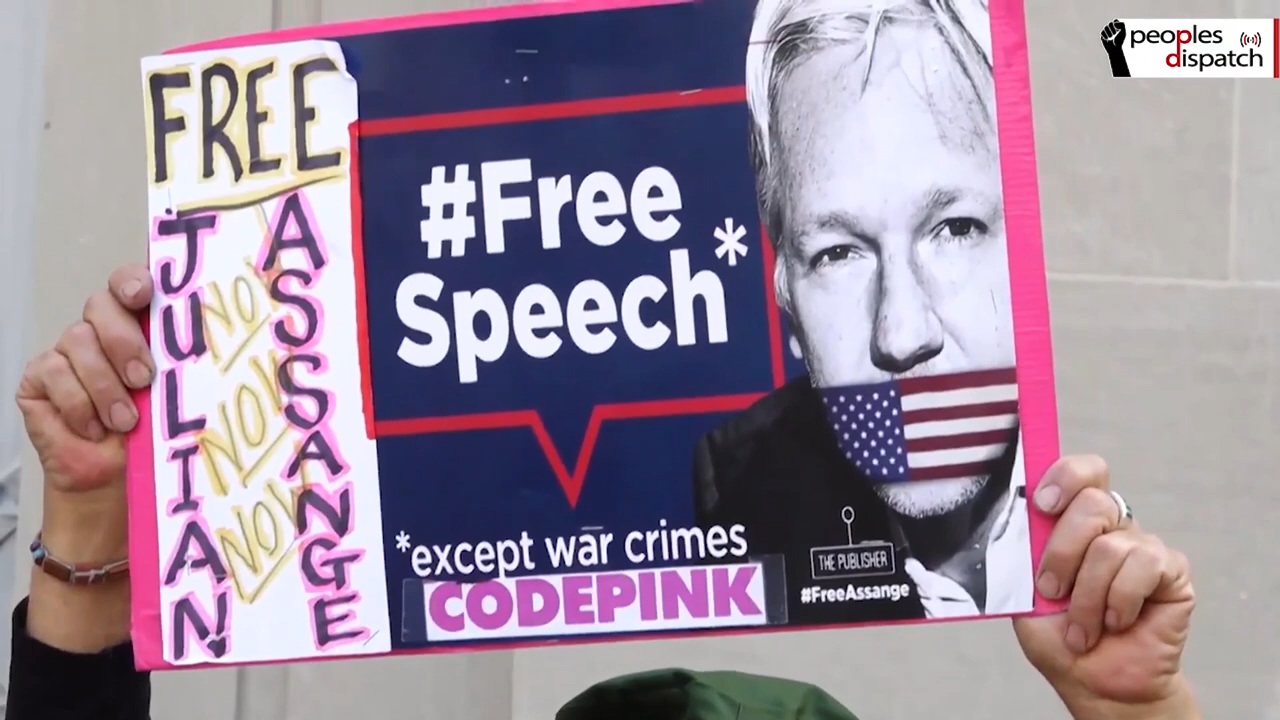 FREE
JULIAN
ASSANGE
NOW
NOW
NOW
#Free
Speech*
*except war crimes
CODEPINK
THE PUBLISHER
#FreeAssange
peoples
dispatch